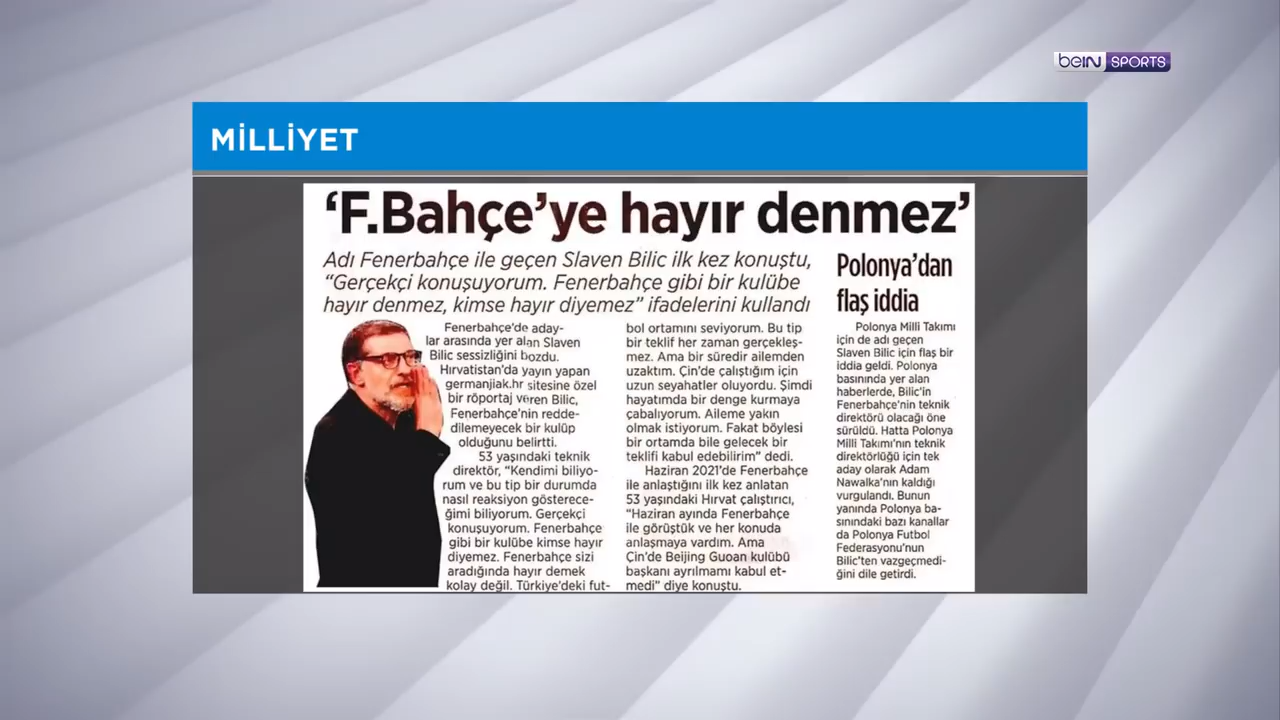 beIN SPORTS
MİLLİYET
‘F.Bahçe’ye hayır denmez’
Adı Fenerbahçe ile geçen Slaven Bilic ilk kez konuştu,
“Gerçekçi konuşuyorum. Fenerbahçe gibi bir kulübe
hayır denmez, kimse hayır diyemez” ifadelerini kullandı
Fenerbahçe’de aday-
lar arasında yer alan Slaven
Bilic sessizliğini bozdu.
Hırvatistan’da yayın yapan
germanjiak.hr sitesine özel
bir röportaj veren Bilic,
Fenerbahçe’nin redde-
dilemeyecek bir kulüp
olduğunu belirtti.
53 yaşındaki teknik
direktör, “Kendimi biliyo-
rum ve bu tip bir durumda
nasıl reaksiyon gösterece-
ğimi biliyorum. Gerçekçi
konuşuyorum. Fenerbahçe
gibi bir kulübe kimse hayır
diyemez. Fenerbahçe sizi
aradığında hayır demek
kolay değil. Türkiye’deki fut-
bol ortamını seviyorum. Bu tip
bir teklif her zaman gerçekleş-
mez. Ama bir süredir ailemden
uzaktım. Çin’de çalıştığım için
uzun seyahatler oluyordu. Şimdi
hayatımda bir denge kurmaya
çabalıyorum. Aileme yakın
olmak istiyorum. Fakat böylesi
bir ortamda bile gelecek bir
teklifi kabul edebilirim” dedi.
Haziran 2021’de Fenerbahçe
ile anlaştığını ilk kez anlatan
53 yaşındaki Hırvat çalıştırıcı,
“Haziran ayında Fenerbahçe
ile görüştük ve her konuda
anlaşmaya vardım. Ama
Çin’de Beijing Guoan kulübü
başkanı ayrılmamı kabul et-
medi” diye konuştu.
Polonya’dan
flaş iddia
Polonya Milli Takımı
için de adı geçen
Slaven Bilic için flaş bir
iddia geldi. Polonya
basınında yer alan
haberlerde, Bilic’in
Fenerbahçe’nin teknik
direktörü olacağı öne
sürüldü. Hatta Polonya
Milli Takımı’nın teknik
direktörlüğü için tek
aday olarak Adam
Nawalka’nın kaldığı
vurgulandı. Bunun
yanında Polonya ba-
sınındaki bazı kanallar
da Polonya Futbol
Federasyonu’nun
Bilic’ten vazgeçmedi-
ğini dile getirdi.